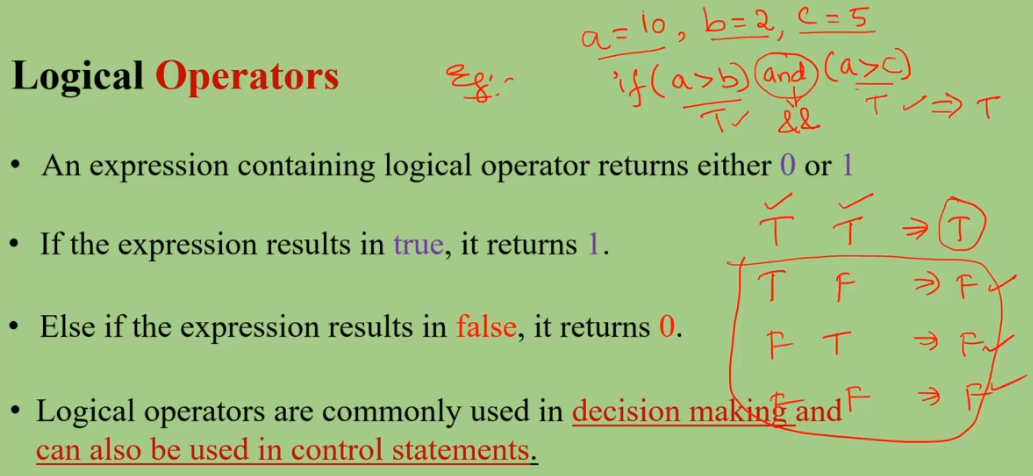 a = 10, b = 2, c = 5
Logical Operators
Eg:-
if (a>b) and (a>c)
T && T ⇒ T
• An expression containing logical operator returns either 0 or 1
T T ⇒ T
• If the expression results in true, it returns 1.
T F ⇒ F
• Else if the expression results in false, it returns 0.
F T ⇒ F
F F ⇒ F
• Logical operators are commonly used in decision making and
can also be used in control statements.